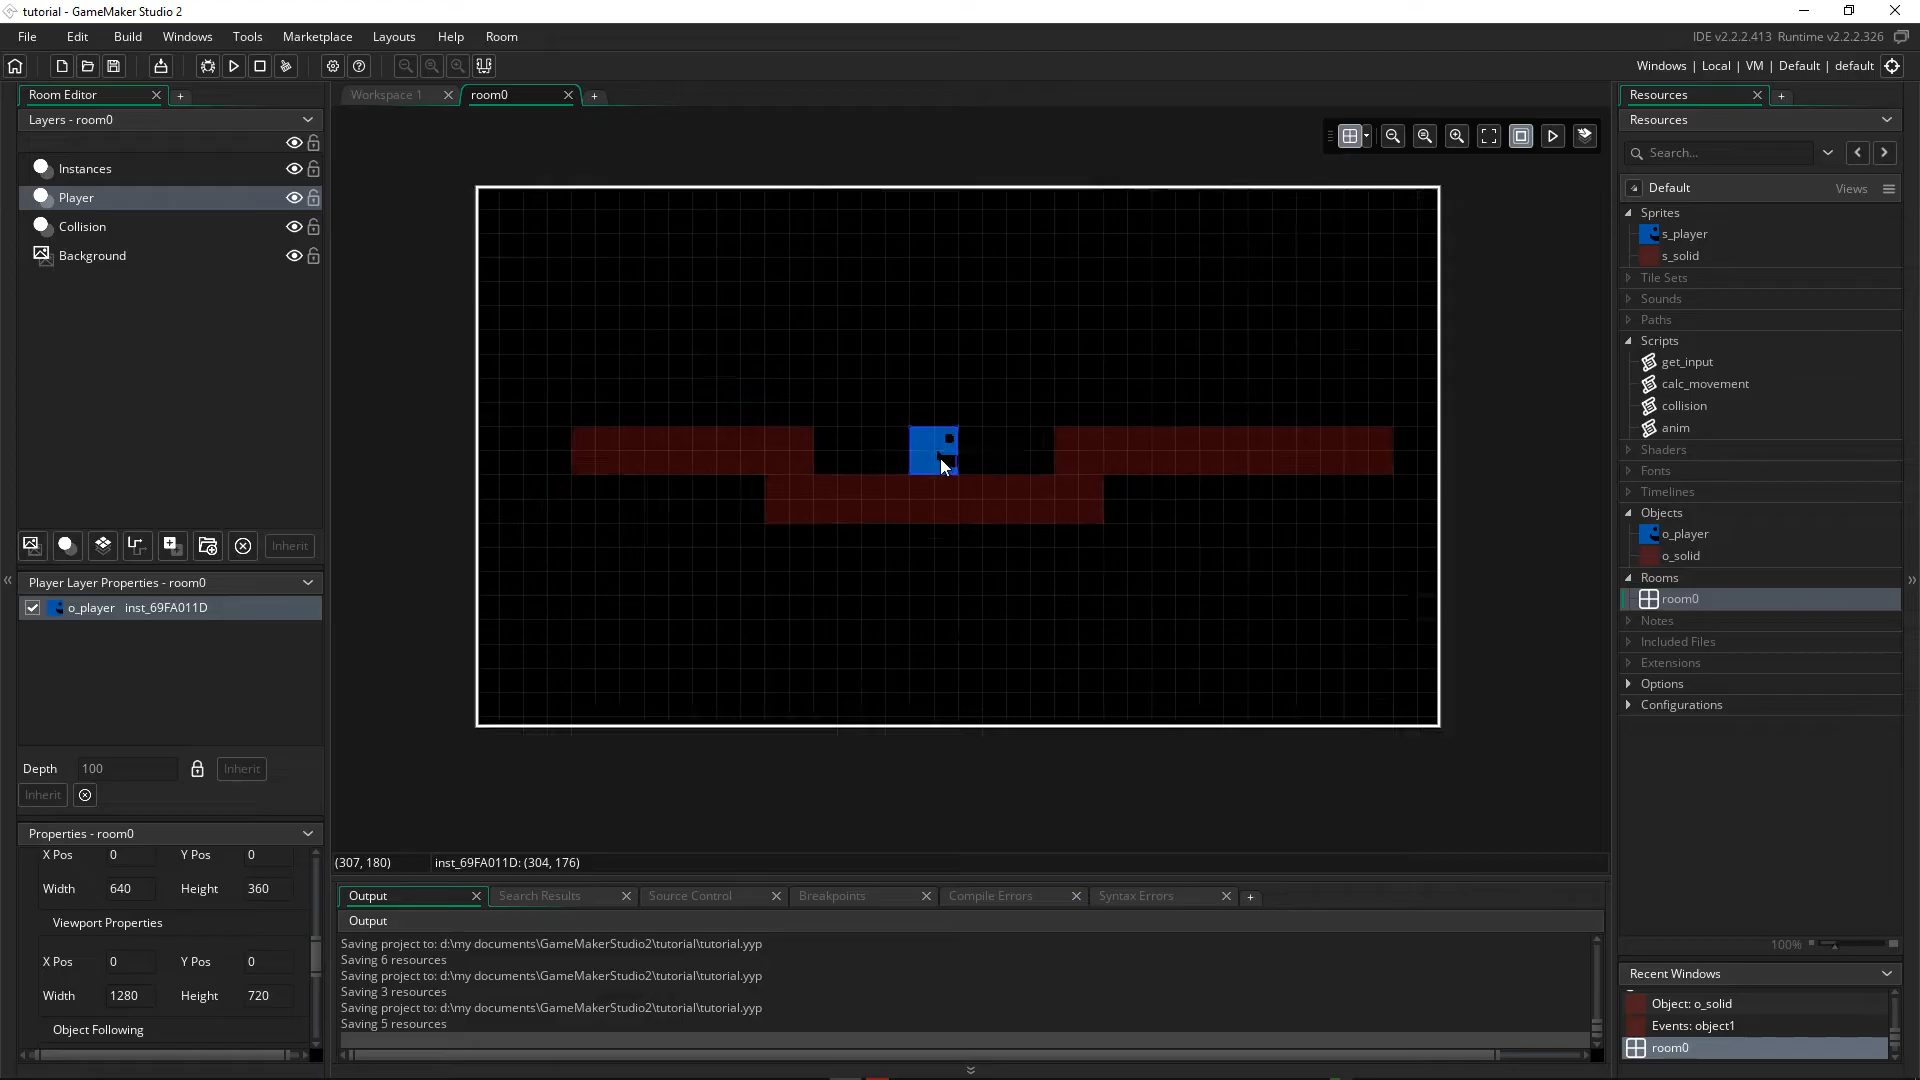 tutorial - GameMaker Studio 2
File Edit Build Windows Tools Marketplace Layouts Help Room
IDE v2.2.2.413 Runtime v2.2.2.326
Windows | Local | VM | Default | default
Room Editor
Workspace 1
room0
Resources
Layers - room0
Resources
Search...
Instances
Player
Collision
Background
Default
Views
Sprites
s_player
s_solid
Tile Sets
Sounds
Paths
Scripts
get_input
calc_movement
collision
anim
Shaders
Fonts
Timelines
Objects
o_player
o_solid
Rooms
room0
Notes
Included Files
Extensions
Options
Configurations
100%
Inherit
Player Layer Properties - room0
o_player inst_69FA011D
Depth 100 Inherit
Inherit
Properties - room0
X Pos 0 Y Pos 0
Width 640 Height 360
Viewport Properties
X Pos 0 Y Pos 0
Width 1280 Height 720
Object Following
(307, 180) inst_69FA011D: (304, 176)
Output Search Results Source Control Breakpoints Compile Errors Syntax Errors
Output
Saving project to: d:\my documents\GameMakerStudio2\tutorial\tutorial.yyp
Saving 6 resources
Saving project to: d:\my documents\GameMakerStudio2\tutorial\tutorial.yyp
Saving 3 resources
Saving project to: d:\my documents\GameMakerStudio2\tutorial\tutorial.yyp
Saving 5 resources
Recent Windows
Object: o_solid
Events: object1
room0